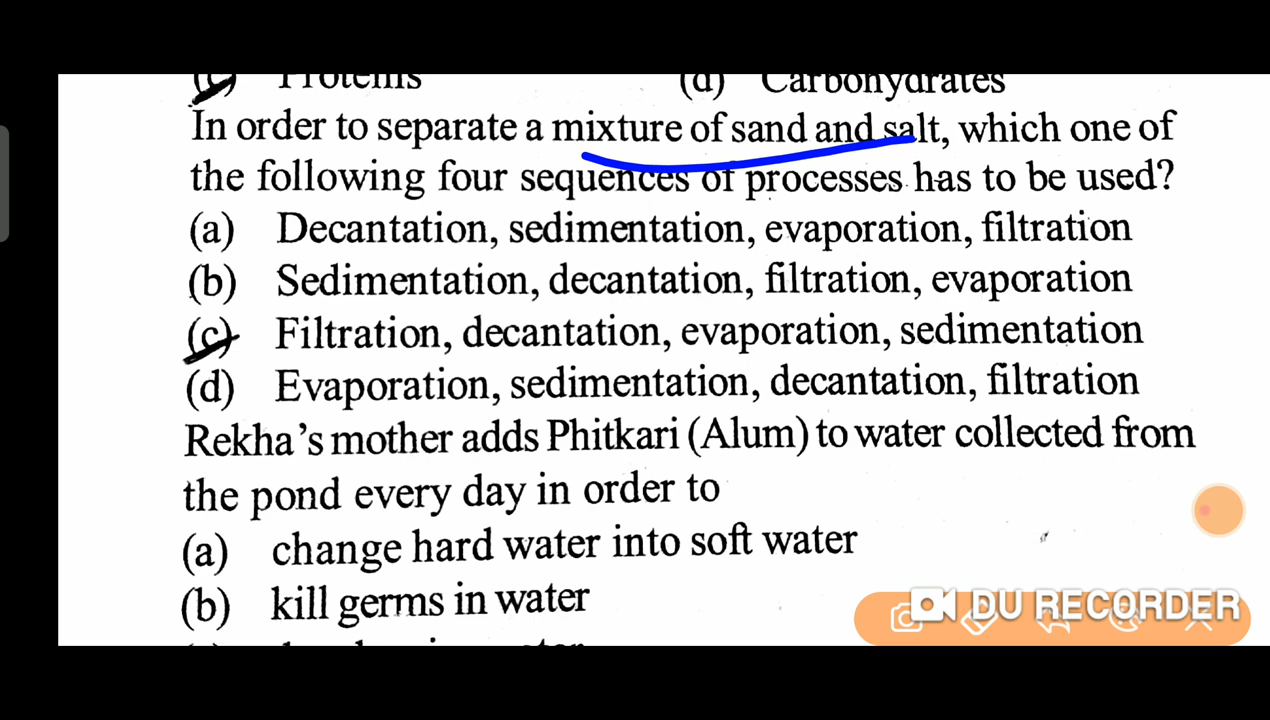 (c) Proteins (d) Carbohydrates
In order to separate a mixture of sand and salt, which one of
the following four sequences of processes has to be used?
(a) Decantation, sedimentation, evaporation, filtration
(b) Sedimentation, decantation, filtration, evaporation
(c) Filtration, decantation, evaporation, sedimentation
(d) Evaporation, sedimentation, decantation, filtration
Rekha's mother adds Phitkari (Alum) to water collected from
the pond every day in order to
(a) change hard water into soft water
(b) kill germs in water
DU RECORDER